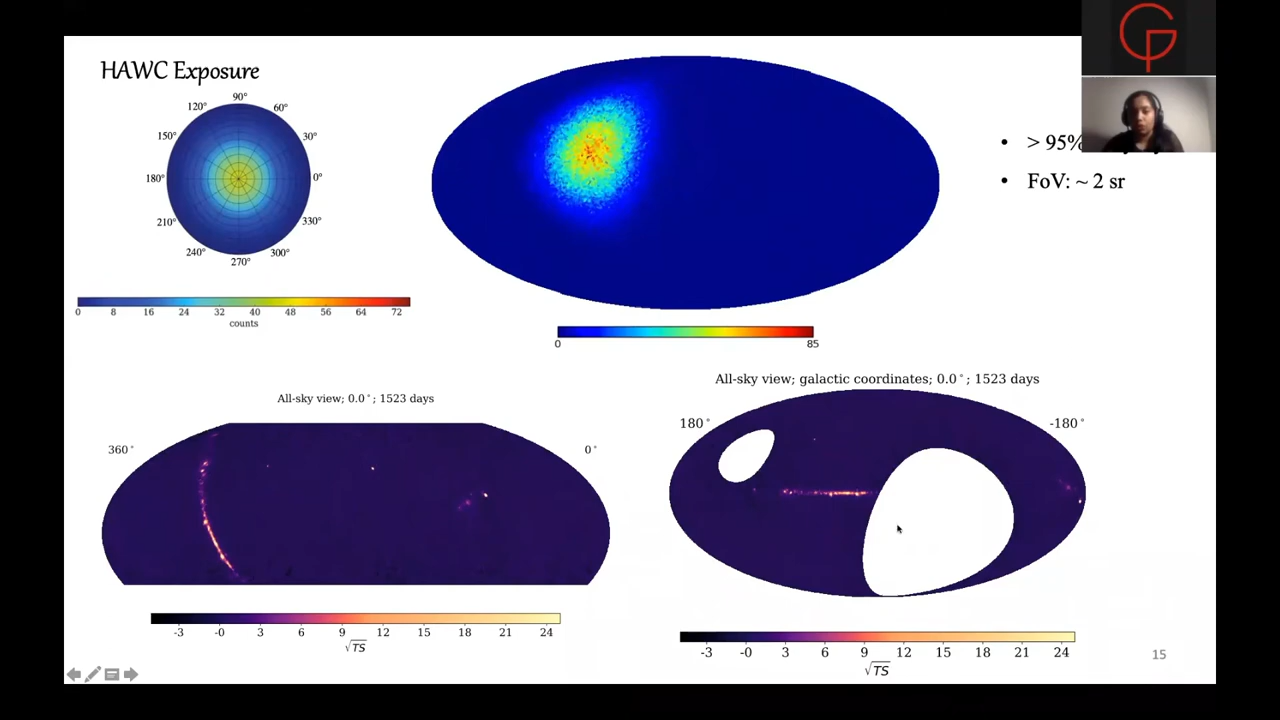 HAWC Exposure
90°
120°
60°
150°
30°
180°
0°
210°
330°
240°
300°
270°
0 8 16 24 32 40 48 56 64 72
counts
0 85
> 95%
FoV: ~ 2 sr
All-sky view; 0.0°; 1523 days
360°
0°
-3 -0 3 6 9 12 15 18 21 24
√TS
All-sky view; galactic coordinates; 0.0°; 1523 days
180°
-180°
-3 -0 3 6 9 12 15 18 21 24
√TS
15